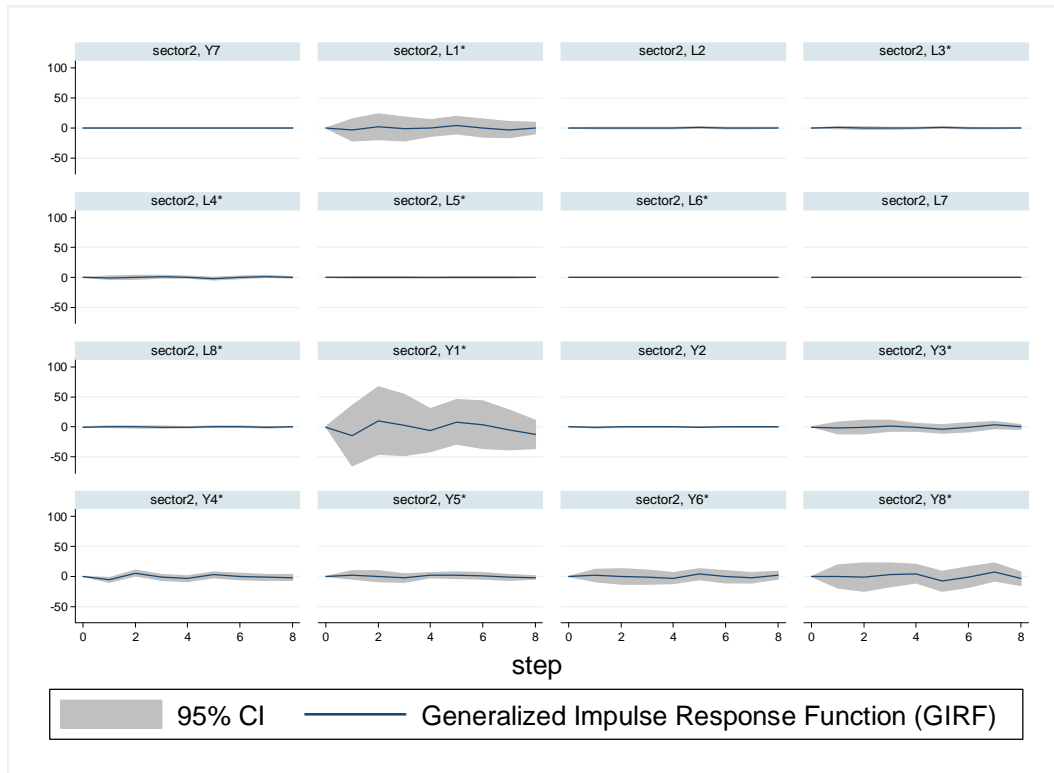 sector2, Y7
sector2, L1*
sector2, L2
sector2, L3*
100
50
0
-50
sector2, L4*
sector2, L5*
sector2, L6*
sector2, L7
100
50
0
-50
sector2, L8*
sector2, Y1*
sector2, Y2
sector2, Y3*
100
50
0
-50
sector2, Y4*
sector2, Y5*
sector2, Y6*
sector2, Y8*
100
50
0
-50
0 2 4 6 8
0 2 4 6 8
0 2 4 6 8
0 2 4 6 8
step
95% CI
Generalized Impulse Response Function (GIRF)